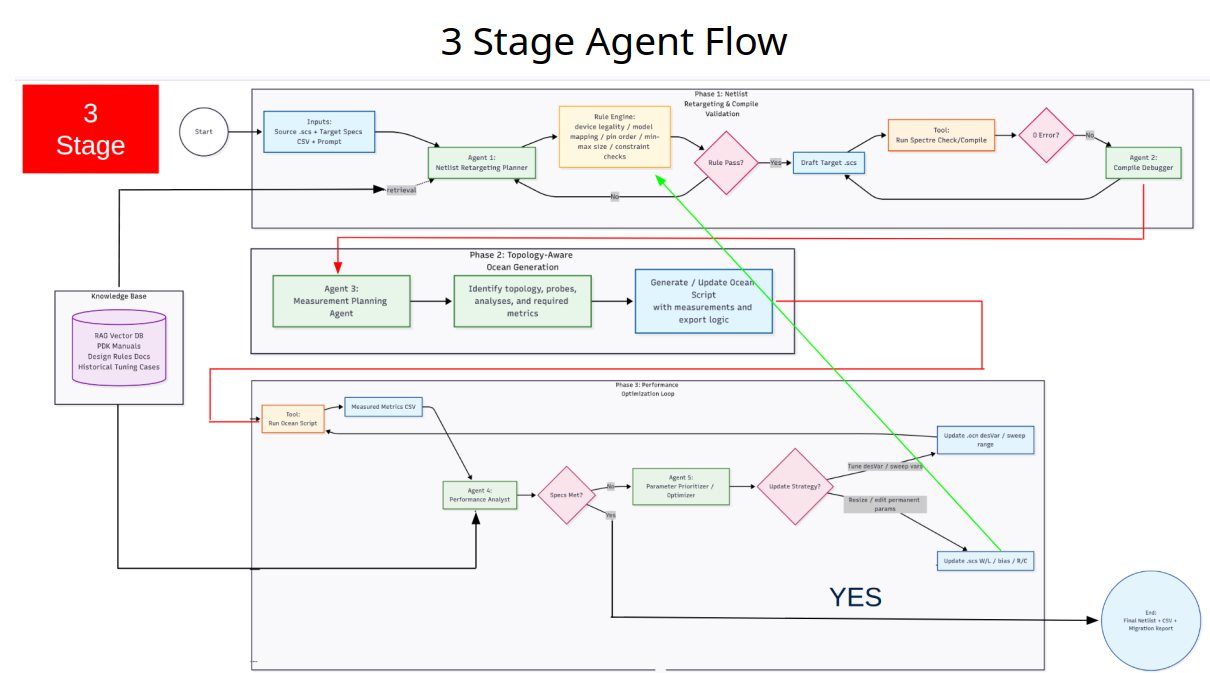 3 Stage Agent Flow
3
Stage
Start
Phase 1: Netlist
Retargeting & Compile
Validation
Inputs:
Source .scs + Target Specs
CSV + Prompt
Agent 1:
Netlist Retargeting Planner
retrieval
Rule Engine:
device legality / model
mapping / pin order / min-
max size / constraint
checks
Rule Pass?
No
Yes
Draft Target .scs
Tool:
Run Spectre Check/Compile
0 Error?
No
Agent 2:
Compile Debugger
Phase 2: Topology-Aware
Ocean Generation
Agent 3:
Measurement Planning
Agent
Identify topology, probes,
analyses, and required
metrics
Generate / Update Ocean
Script
with measurements and
export logic
Knowledge Base
RAG Vector DB
PDK Manuals
Design Rules Docs
Historical Tuning Cases
Phase 3: Performance
Optimization Loop
Tool:
Run Ocean Script
Measured Metrics CSV
Agent 4:
Performance Analyst
Specs Met?
No
Yes
Agent 5:
Parameter Prioritizer /
Optimizer
Update Strategy?
Tune desVar / sweep vars
Resize / edit permanent
params
Update .ocn desVar / sweep
range
Update .scs W/L / bias / R/C
YES
End:
Final Netlist + CSV +
Migration Report